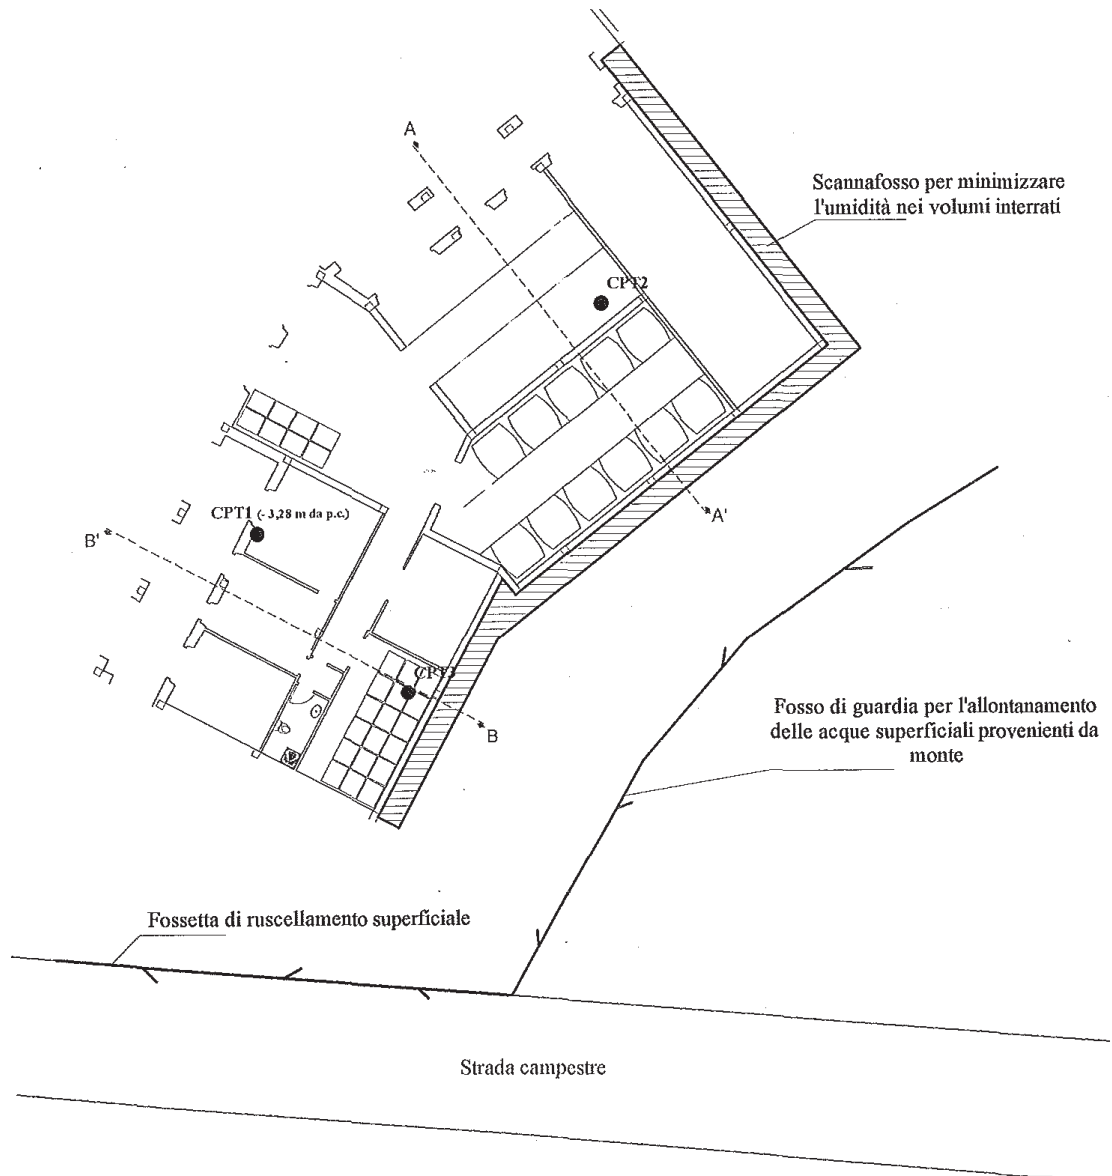 A
Scannafosso per minimizzare
l'umidità nei volumi interrati
CPT2
CPT1 (- 3,28 m da p.c.)
A'
B'
CPT3
B
Fosso di guardia per l'allontanamento
delle acque superficiali provenienti da
monte
Fossetta di ruscellamento superficiale
Strada campestre